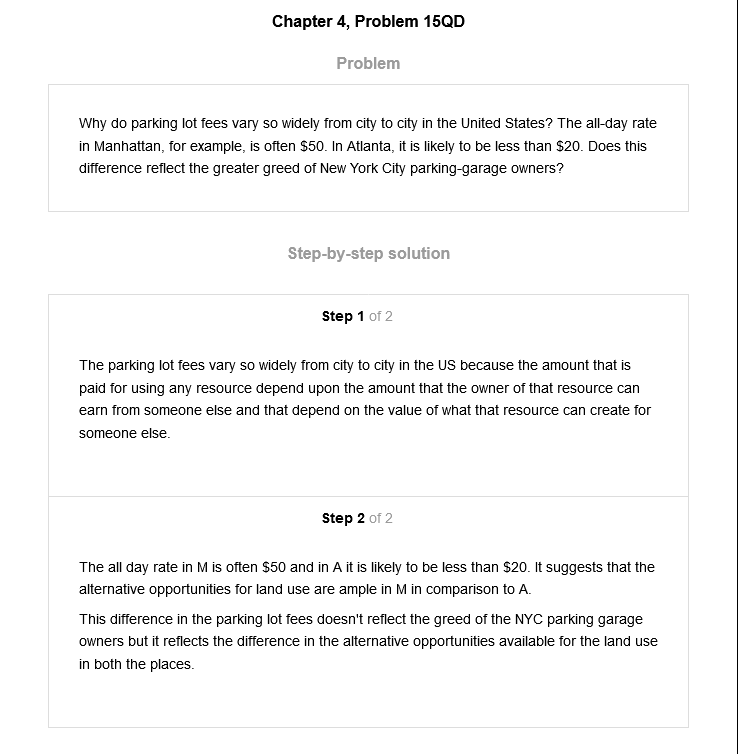 Chapter 4, Problem 15QD
Problem
Why do parking lot fees vary so widely from city to city in the United States? The all-day rate
in Manhattan, for example, is often $50. In Atlanta, it is likely to be less than $20. Does this
difference reflect the greater greed of New York City parking-garage owners?
Step-by-step solution
Step 1 of 2
The parking lot fees vary so widely from city to city in the US because the amount that is
paid for using any resource depend upon the amount that the owner of that resource can
earn from someone else and that depend on the value of what that resource can create for
someone else.
Step 2 of 2
The all day rate in M is often $50 and in A it is likely to be less than $20. It suggests that the
alternative opportunities for land use are ample in M in comparison to A.
This difference in the parking lot fees doesn't reflect the greed of the NYC parking garage
owners but it reflects the difference in the alternative opportunities available for the land use
in both the places.